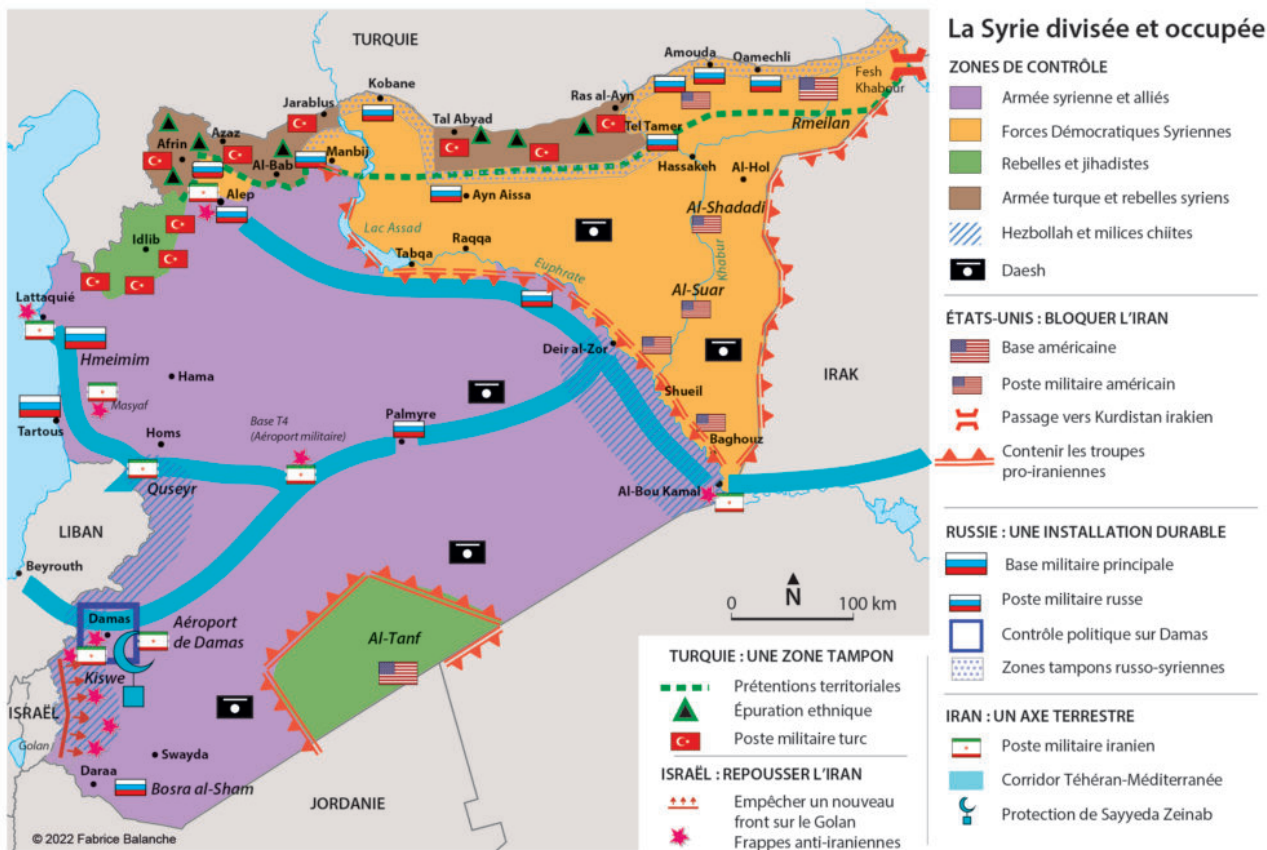 La Syrie divisée et occupée
ZONES DE CONTRÔLE
Armée syrienne et alliés
Forces Démocratiques Syriennes
Rebelles et jihadistes
Armée turque et rebelles syriens
Hezbollah et milices chiites
Daesh
ÉTATS-UNIS : BLOQUER L'IRAN
Base américaine
Poste militaire américain
Passage vers Kurdistan irakien
Contenir les troupes
pro-iraniennes
RUSSIE : UNE INSTALLATION DURABLE
Base militaire principale
Poste militaire russe
Contrôle politique sur Damas
Zones tampons russo-syriennes
IRAN : UN AXE TERRESTRE
Poste militaire iranien
Corridor Téhéran-Méditerranée
Protection de Sayyeda Zeinab
TURQUIE : UNE ZONE TAMPON
Prétentions territoriales
Épuration ethnique
Poste militaire turc
ISRAËL : REPOUSSER L'IRAN
Empêcher un nouveau
front sur le Golan
Frappes anti-iraniennes
TURQUIE
Amouda
Qamechli
Fesh
Khabour
Kobane
Jarablus
Ras al-Ayn
Rmeilan
Azaz
Tal Abyad
Tel Tamer
Afrin
Al-Bab
Manbij
Hassakeh
Al-Hol
Alep
Ayn Aissa
Al-Shadadi
Idlib
Lac Assad
Raqqa
Tabqa
Euphrate
Khabur
Al-Suar
Lattaquié
Hmeimim
Deir al-Zor
IRAK
Hama
Masyaf
Shueil
Tartous
Homs
Base T4
(Aéroport militaire)
Palmyre
Baghouz
Quseyr
Al-Bou Kamal
LIBAN
Beyrouth
Damas
Aéroport
de Damas
Al-Tanf
Kiswe
ISRAËL
Golan
Swayda
Daraa
Bosra al-Sham
JORDANIE
N
0 100 km
© 2022 Fabrice Balanche